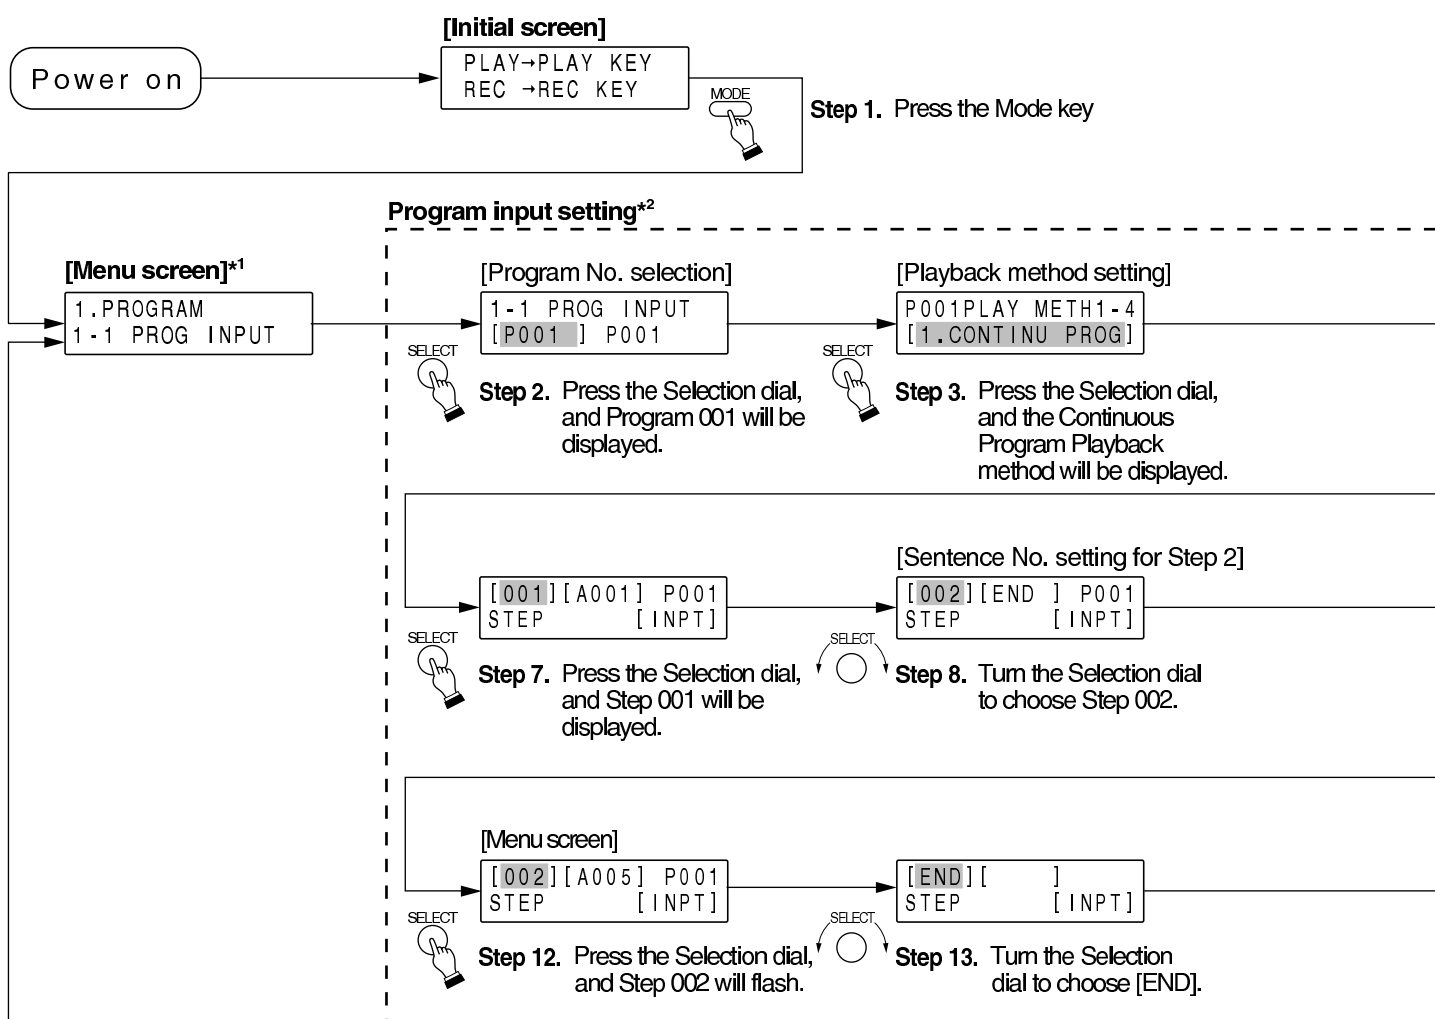 [Initial screen]
Power on
PLAY→PLAY KEY
REC →REC KEY
MODE
Step 1. Press the Mode key
Program input setting*2
[Menu screen]*1
1.PROGRAM
1-1 PROG INPUT
[Program No. selection]
1-1 PROG INPUT
[P001 ] P001
SELECT
Step 2. Press the Selection dial,
and Program 001 will be
displayed.
[Playback method setting]
P001PLAY METH1-4
[1.CONTINU PROG]
SELECT
Step 3. Press the Selection dial,
and the Continuous
Program Playback
method will be displayed.
[001][A001] P001
STEP [INPT]
SELECT
Step 7. Press the Selection dial,
and Step 001 will be
displayed.
[Sentence No. setting for Step 2]
[002][END ] P001
STEP [INPT]
SELECT
Step 8. Turn the Selection dial
to choose Step 002.
[Menu screen]
[002][A005] P001
STEP [INPT]
SELECT
Step 12. Press the Selection dial,
and Step 002 will flash.
[END][    ]
STEP [INPT]
SELECT
Step 13. Turn the Selection
dial to choose [END].